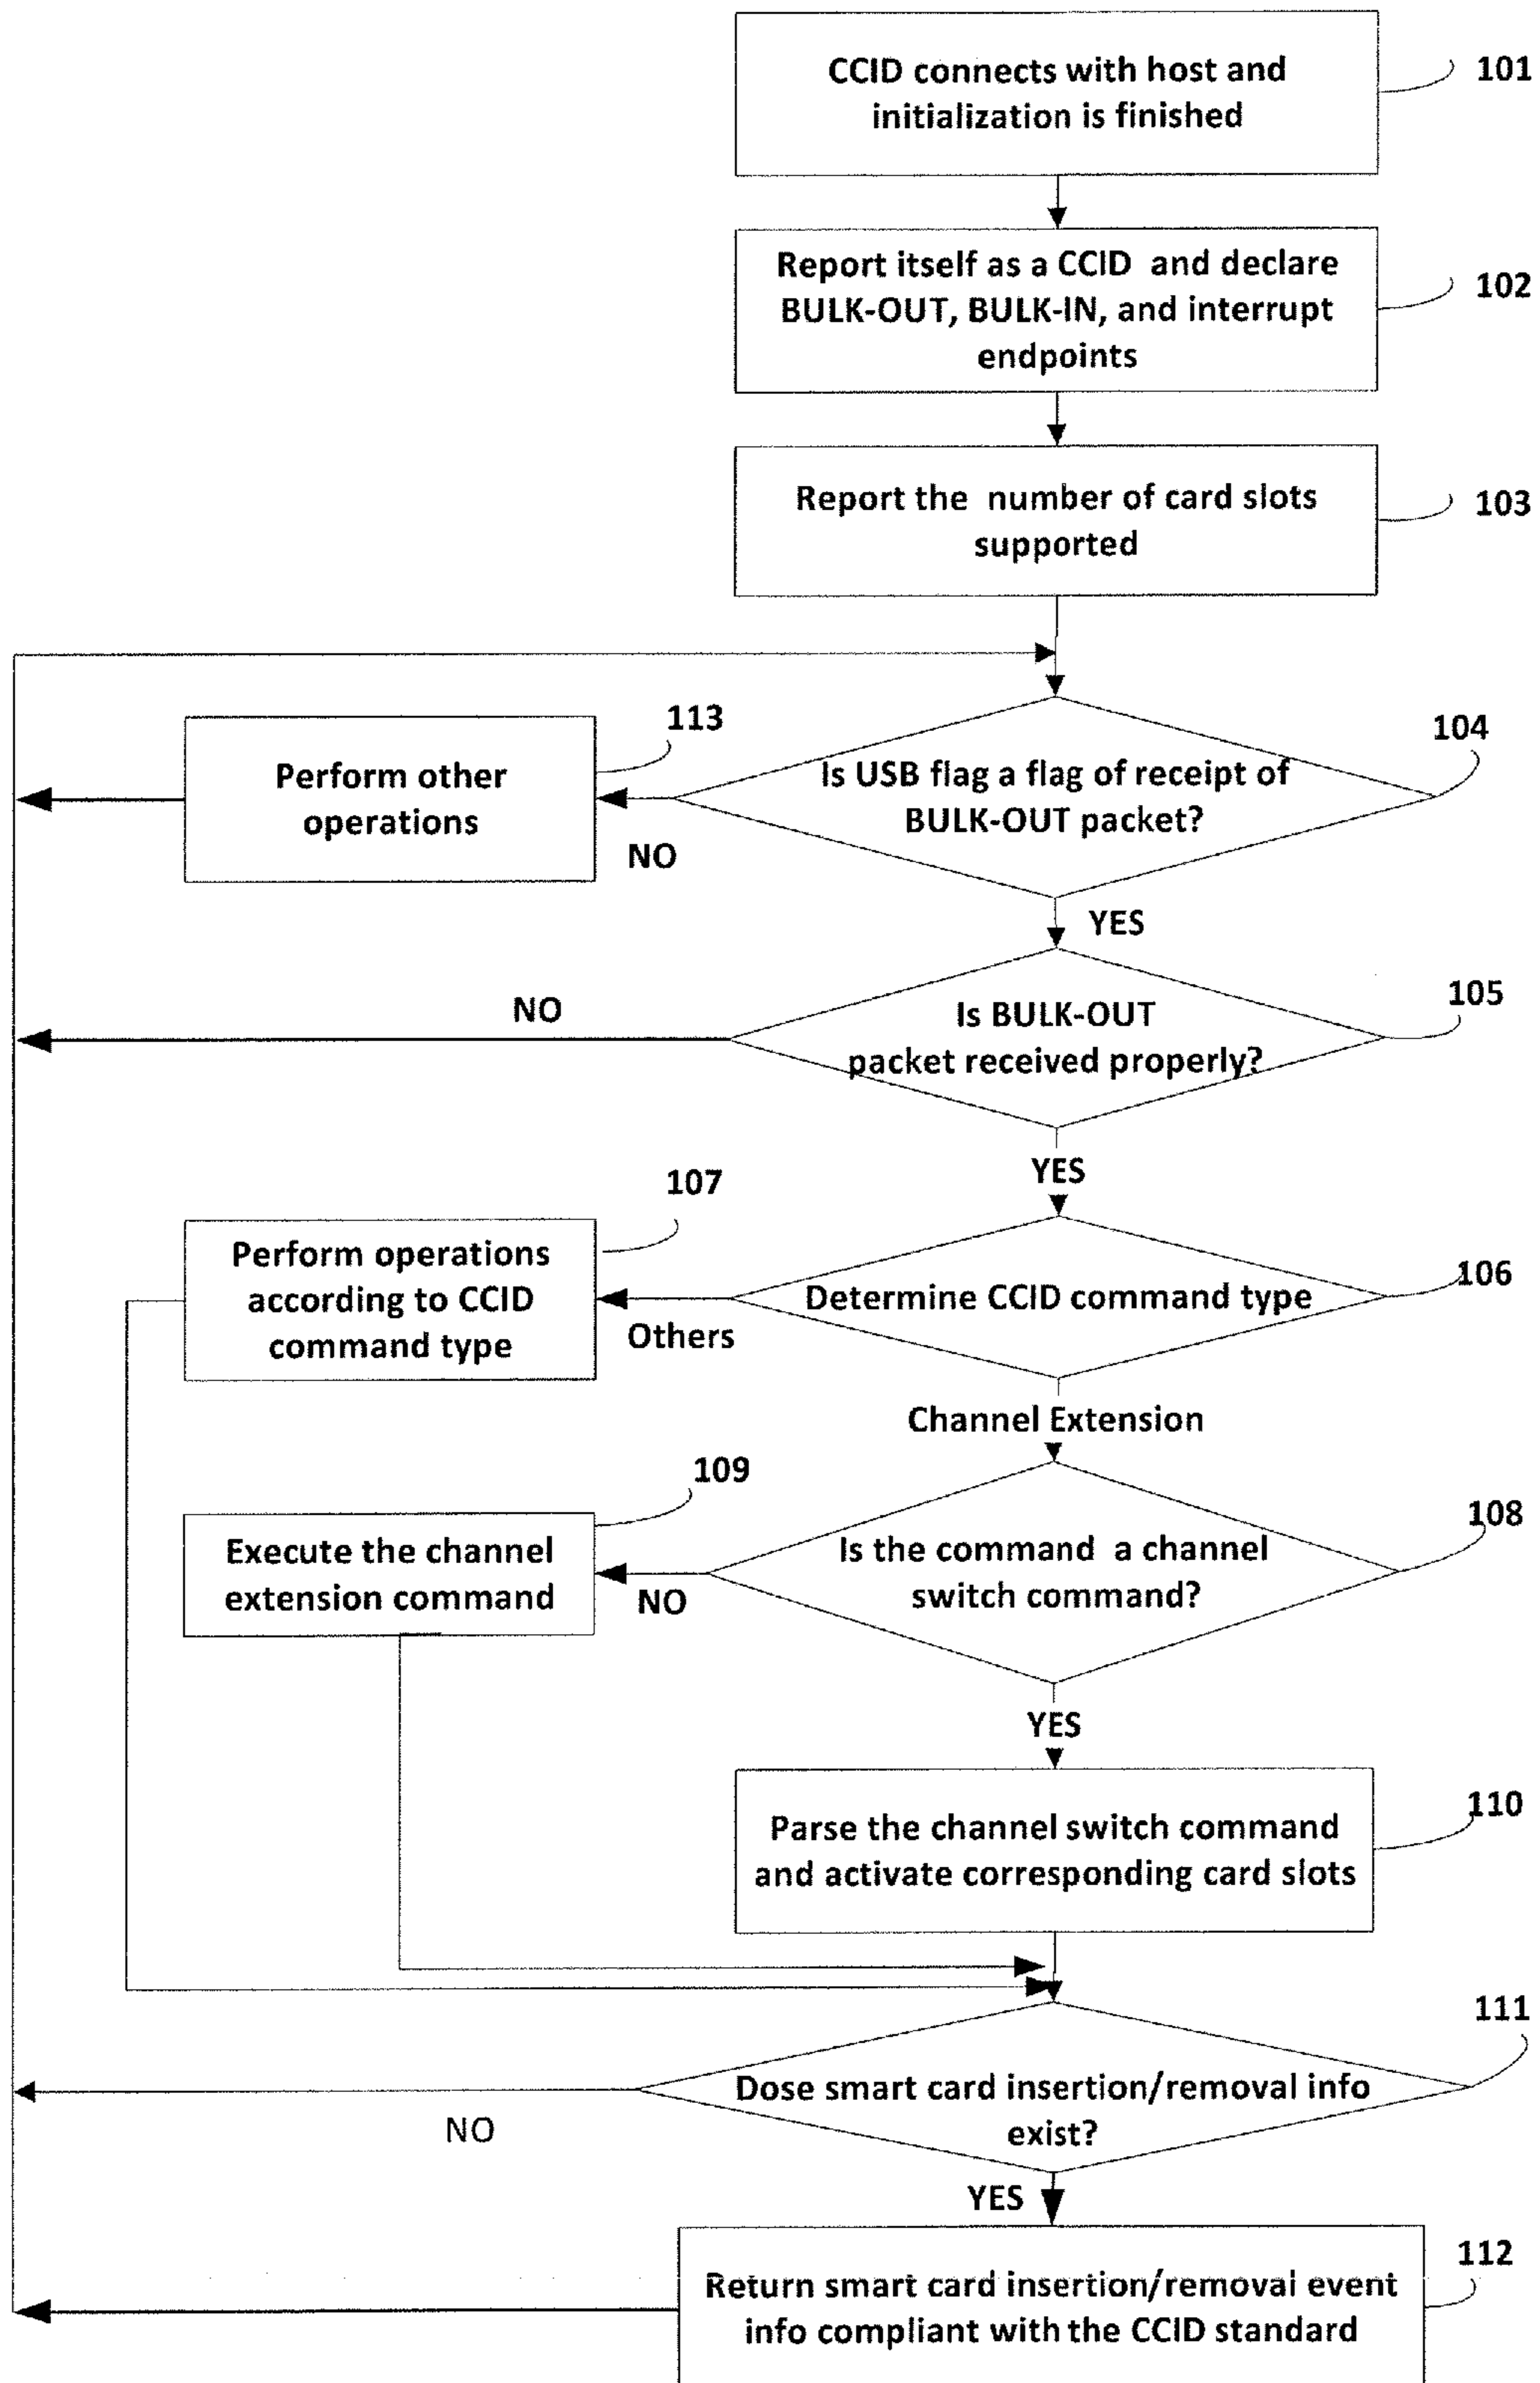 CCID connects with host and
initialization is finished
101
Report itself as a CCID and declare
BULK-OUT, BULK-IN, and interrupt
endpoints
102
Report the number of card slots
supported
103
113
Perform other
operations
NO
Is USB flag a flag of receipt of
BULK-OUT packet?
104
YES
NO
Is BULK-OUT
packet received properly?
105
YES
107
Perform operations
according to CCID
command type
Others
Determine CCID command type
106
Channel Extension
109
Execute the channel
extension command
NO
Is the command a channel
switch command?
108
YES
Parse the channel switch command
and activate corresponding card slots
110
Dose smart card insertion/removal info
exist?
111
NO
YES
Return smart card insertion/removal event
info compliant with the CCID standard
112